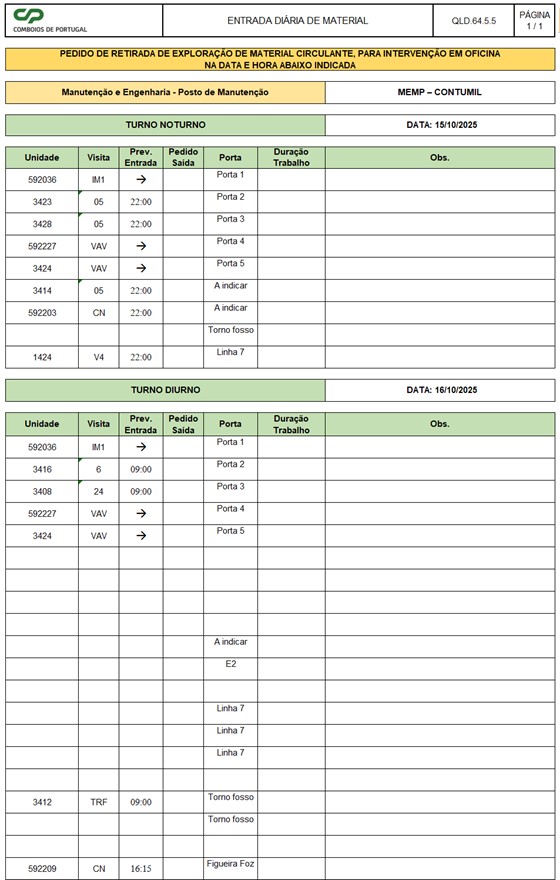 CP
COMBOIOS DE PORTUGAL
ENTRADA DIÁRIA DE MATERIAL
QLD.64.5.5
PÁGINA
1 / 1
PEDIDO DE RETIRADA DE EXPLORAÇÃO DE MATERIAL CIRCULANTE, PARA INTERVENÇÃO EM OFICINA
NA DATA E HORA ABAIXO INDICADA
Manutenção e Engenharia - Posto de Manutenção MEMP – CONTUMIL
TURNO NOTURNO DATA: 15/10/2025
Unidade Visita Prev. Entrada Pedido Saída Porta Duração Trabalho Obs.
592036 IM1 → Porta 1
3423 05 22:00 Porta 2
3428 05 22:00 Porta 3
592227 VAV → Porta 4
3424 VAV → Porta 5
3414 05 22:00 A indicar
592203 CN 22:00 A indicar
Torno fosso
1424 V4 22:00 Linha 7
TURNO DIURNO DATA: 16/10/2025
Unidade Visita Prev. Entrada Pedido Saída Porta Duração Trabalho Obs.
592036 IM1 → Porta 1
3416 6 09:00 Porta 2
3408 24 09:00 Porta 3
592227 VAV → Porta 4
3424 VAV → Porta 5
A indicar
E2
Linha 7
Linha 7
Linha 7
3412 TRF 09:00 Torno fosso
Torno fosso
592209 CN 16:15 Figueira Foz